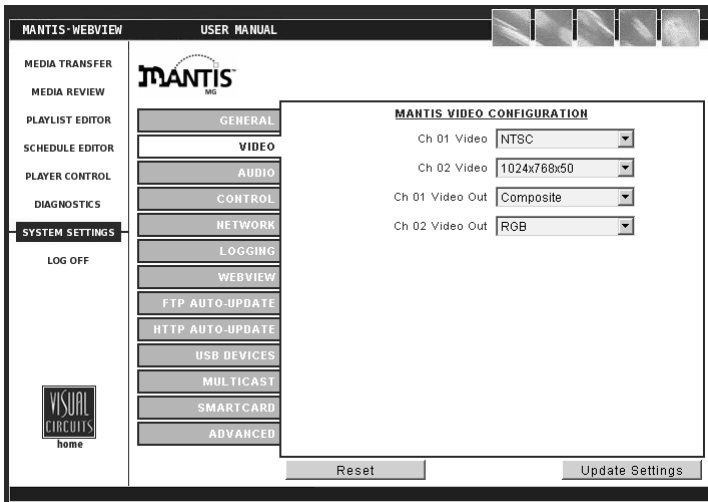 MANTIS-WEBVIEW USER MANUAL
MEDIA TRANSFER
MEDIA REVIEW
PLAYLIST EDITOR
SCHEDULE EDITOR
PLAYER CONTROL
DIAGNOSTICS
SYSTEM SETTINGS
LOG OFF
VISUAL
CIRCUITS
home
MANTIS
MG
GENERAL
VIDEO
AUDIO
CONTROL
NETWORK
LOGGING
WEBVIEW
FTP AUTO-UPDATE
HTTP AUTO-UPDATE
USB DEVICES
MULTICAST
SMARTCARD
ADVANCED
MANTIS VIDEO CONFIGURATION
Ch 01 Video NTSC
Ch 02 Video 1024x768x50
Ch 01 Video Out Composite
Ch 02 Video Out RGB
Reset Update Settings